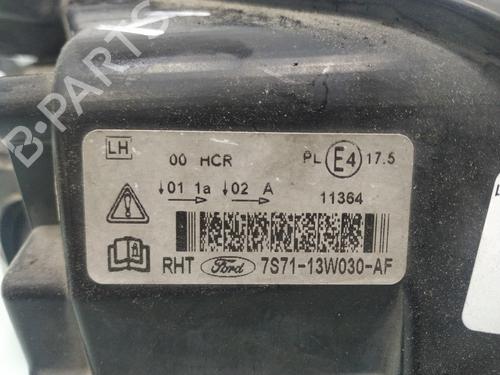 B-PARTS
LH 00 HCR PL E4 17.5
↓01 1a ↓02 A 11364
RHT Ford 7S71-13W030-AF
L